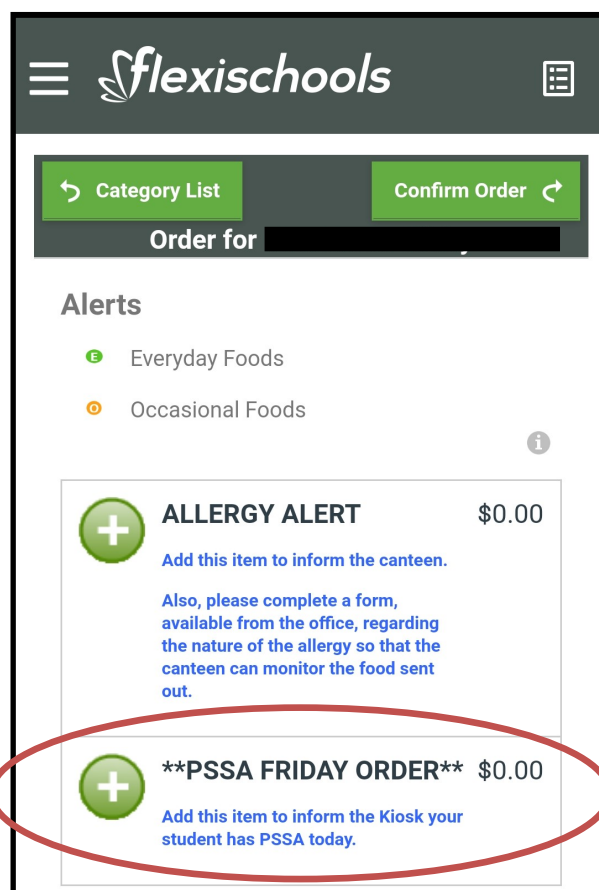 flexischools
Category List
Confirm Order
Order for
Alerts
E Everyday Foods
O Occasional Foods
i
ALLERGY ALERT $0.00
Add this item to inform the canteen.
Also, please complete a form,
available from the office, regarding
the nature of the allergy so that the
canteen can monitor the food sent
out.
**PSSA FRIDAY ORDER** $0.00
Add this item to inform the Kiosk your
student has PSSA today.